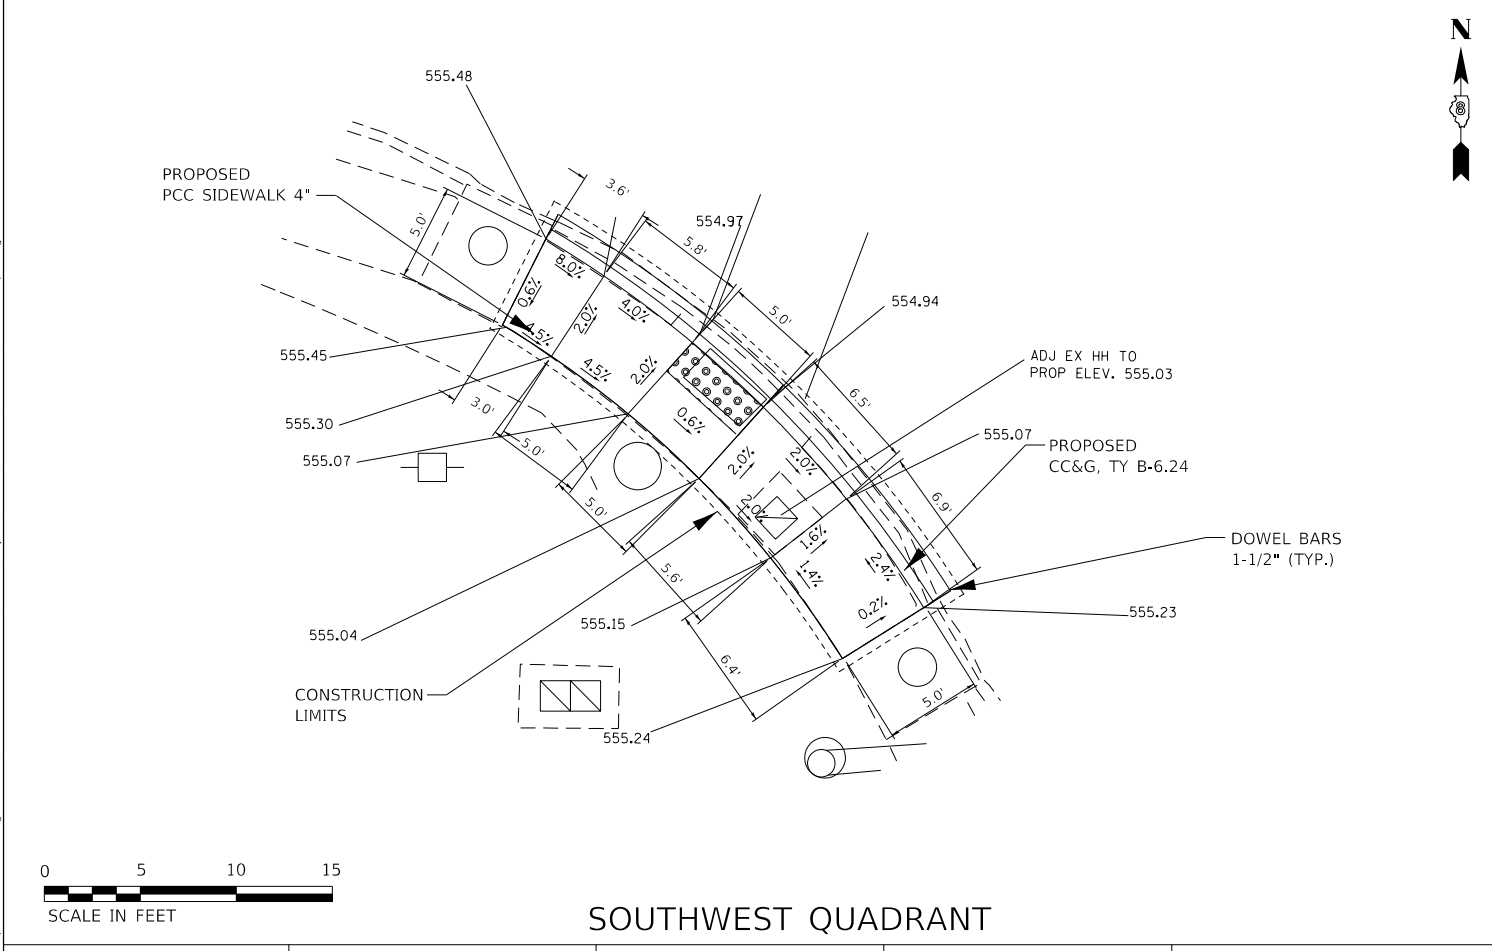 N
8
555.48
PROPOSED
PCC SIDEWALK 4"
3.6'
554.97
5.0'
5.8'
8.0%
0.6%
4.0%
2.0%
4.5%
5.0'
554.94
555.45
4.5%
2.0%
ADJ EX HH TO
PROP ELEV. 555.03
3.0'
6.5'
0.6%
555.30
555.07
5.0'
2.0%
2.0%
555.07
PROPOSED
CC&G, TY B-6.24
5.0'
2.0%
6.9'
1.6%
DOWEL BARS
1-1/2" (TYP.)
5.6'
1.4%
2.4%
0.2%
555.04
555.15
555.23
6.4'
CONSTRUCTION
LIMITS
5.0'
555.24
0 5 10 15
SCALE IN FEET
SOUTHWEST QUADRANT